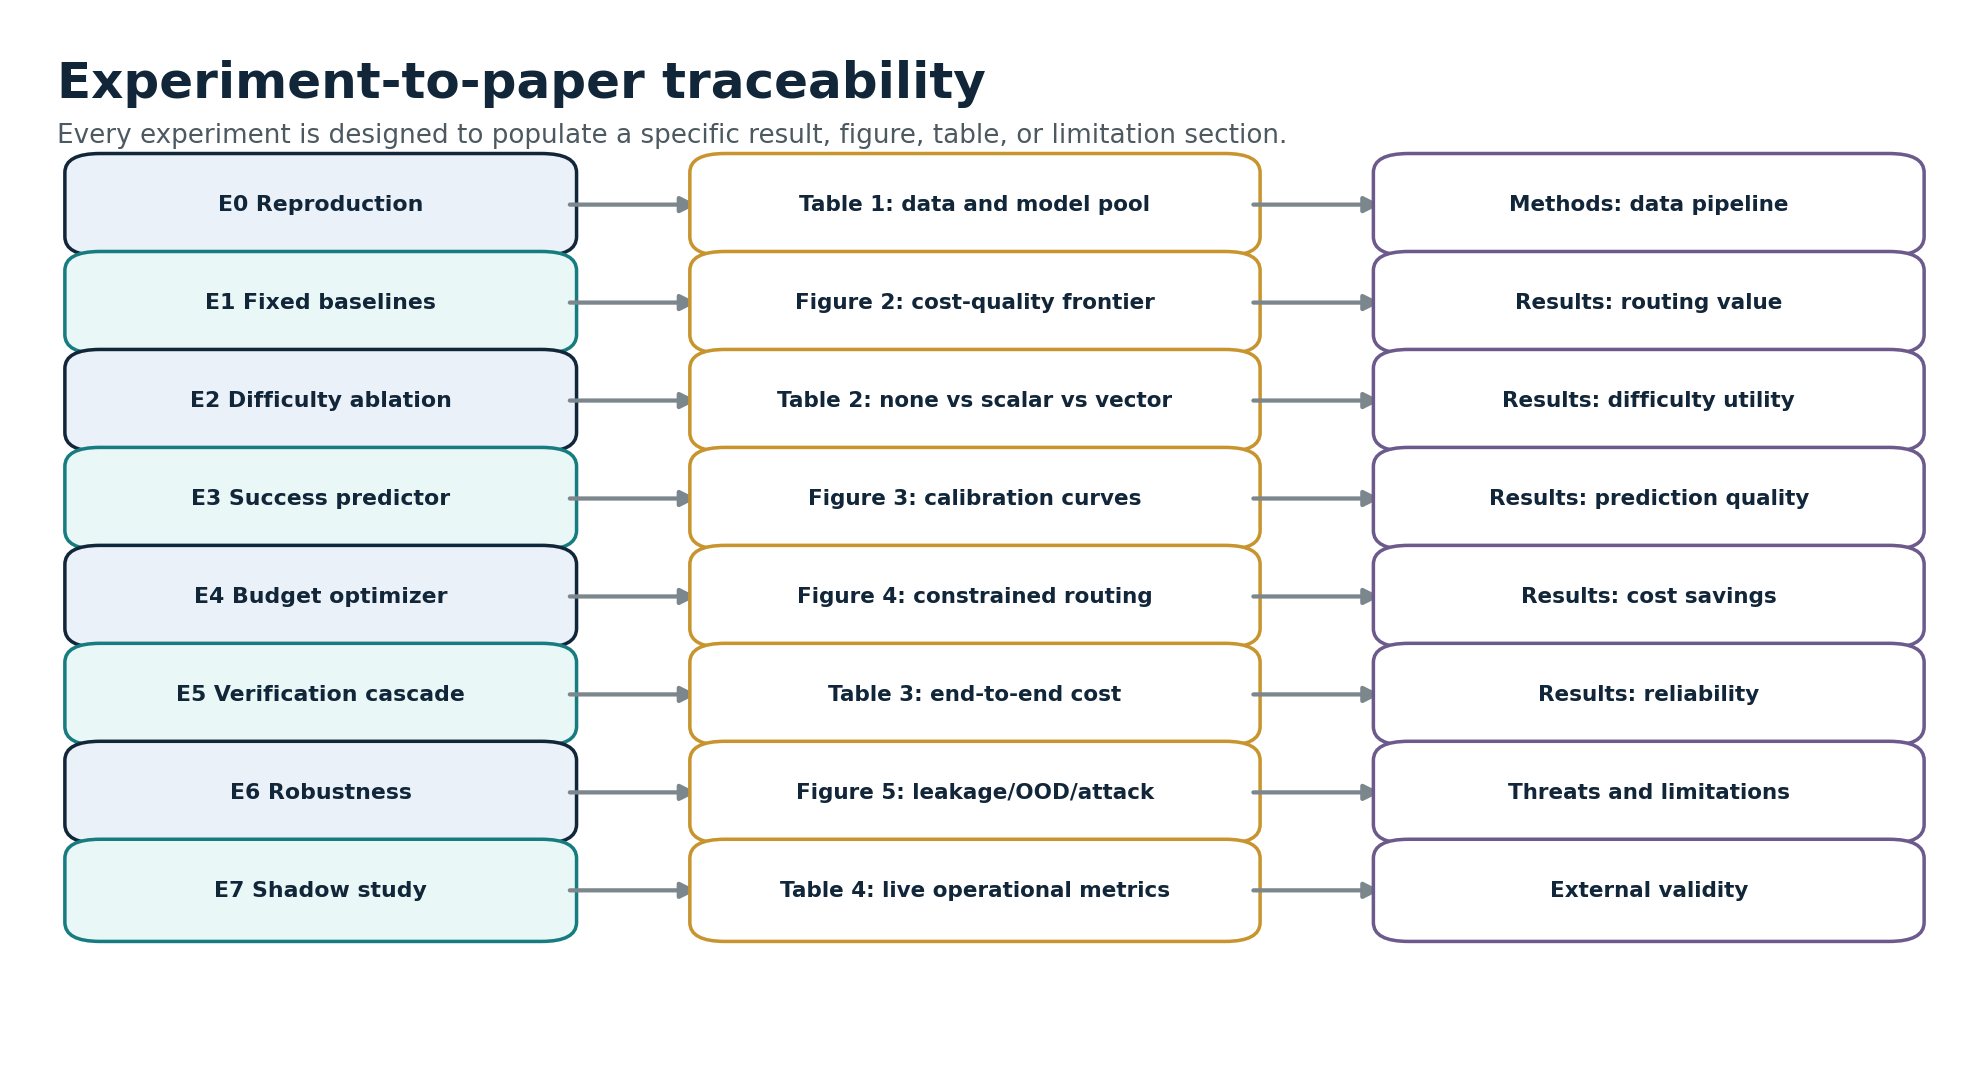 Experiment-to-paper traceability
Every experiment is designed to populate a specific result, figure, table, or limitation section.
E0 Reproduction
Table 1: data and model pool
Methods: data pipeline
E1 Fixed baselines
Figure 2: cost-quality frontier
Results: routing value
E2 Difficulty ablation
Table 2: none vs scalar vs vector
Results: difficulty utility
E3 Success predictor
Figure 3: calibration curves
Results: prediction quality
E4 Budget optimizer
Figure 4: constrained routing
Results: cost savings
E5 Verification cascade
Table 3: end-to-end cost
Results: reliability
E6 Robustness
Figure 5: leakage/OOD/attack
Threats and limitations
E7 Shadow study
Table 4: live operational metrics
External validity